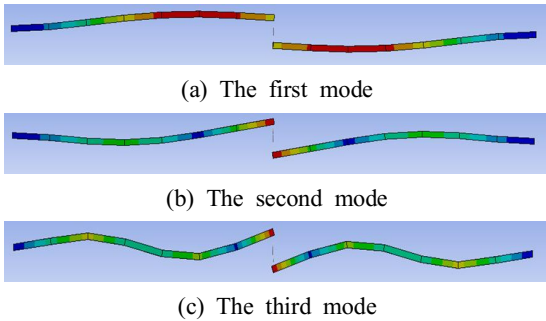 (a) The first mode
(b) The second mode
(c) The third mode